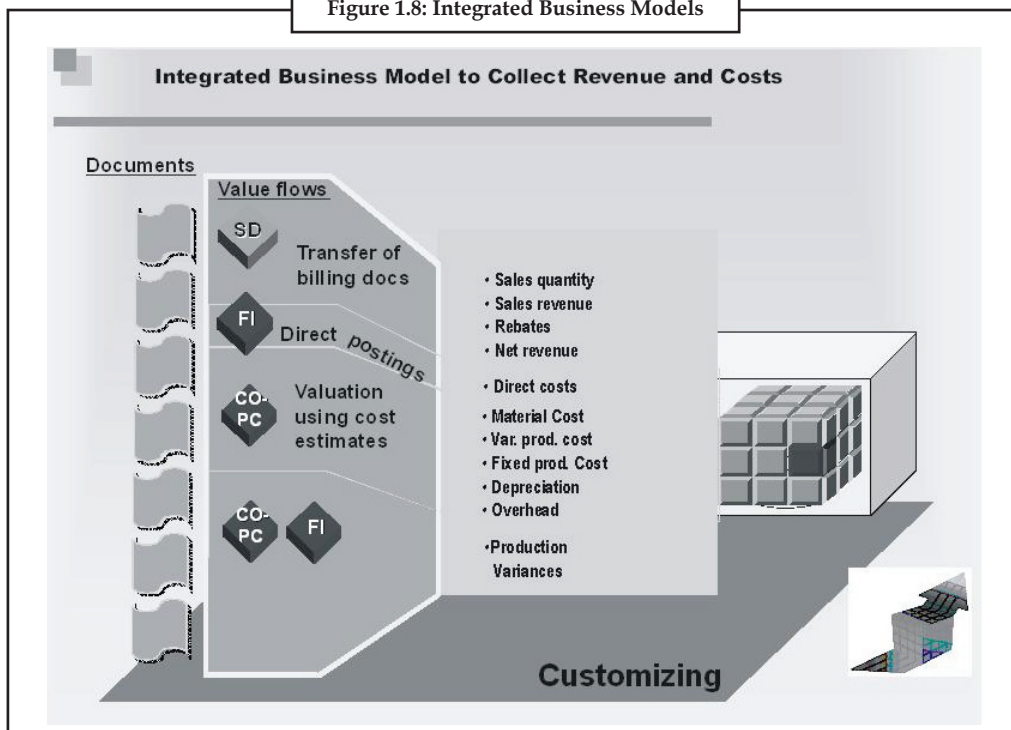 Figure 1.8: Integrated Business Models
Integrated Business Model to Collect Revenue and Costs
Documents
Value flows
SD
Transfer of
billing docs
FI
Direct postings
CO-
PC
Valuation
using cost
estimates
CO-
PC
FI
• Sales quantity
• Sales revenue
• Rebates
• Net revenue
• Direct costs
• Material Cost
• Var. prod. cost
• Fixed prod. Cost
• Depreciation
• Overhead
•Production
Variances
Customizing